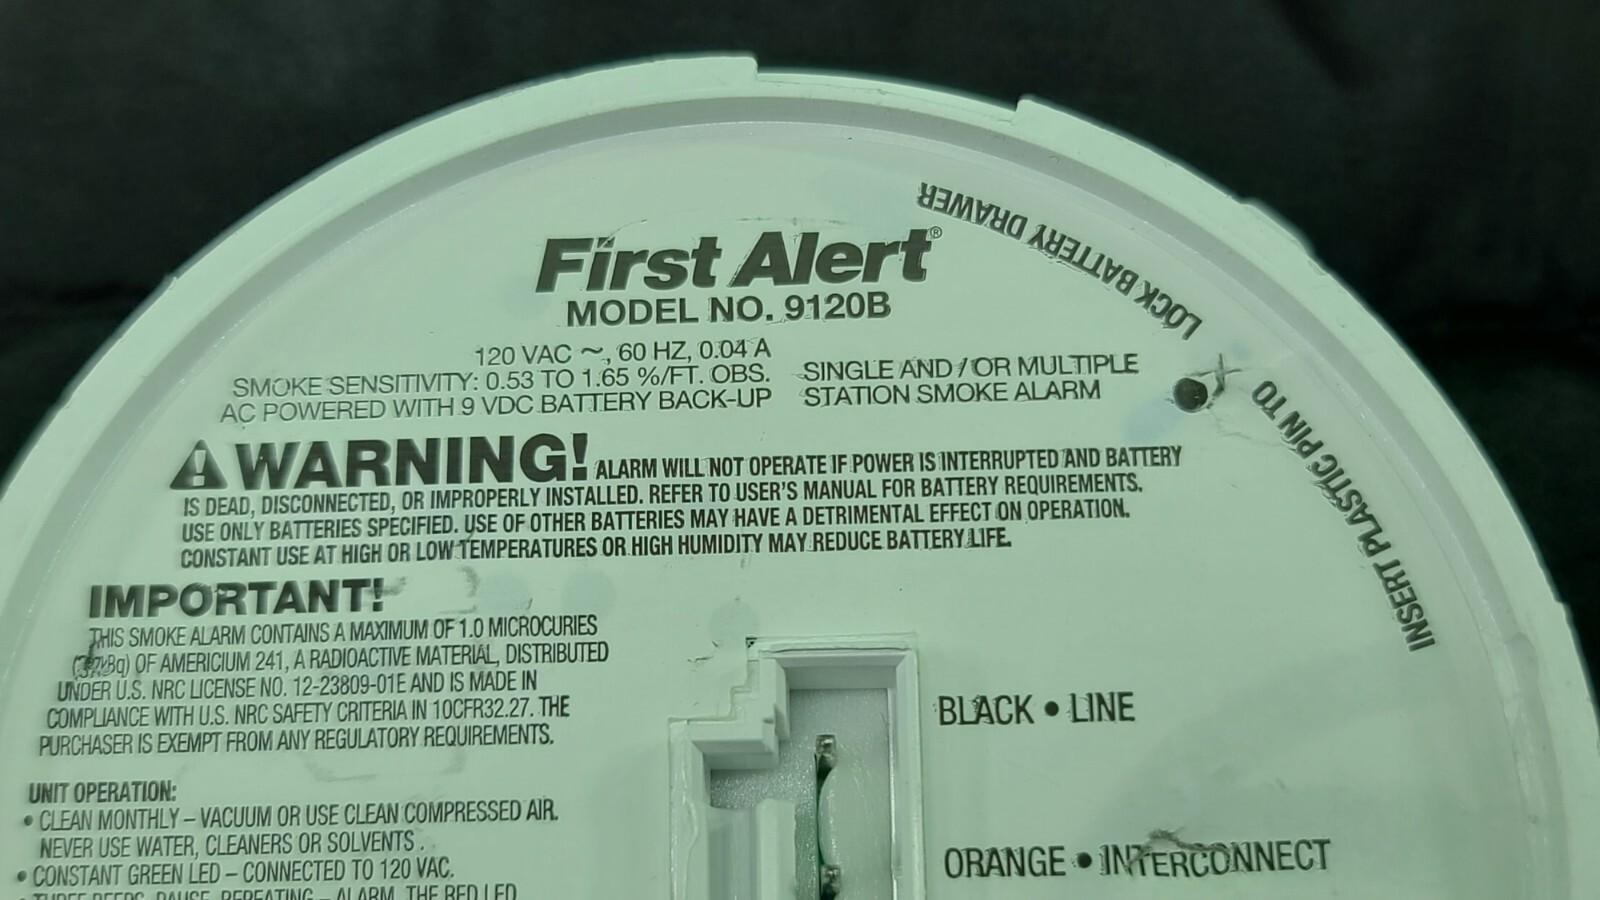 First Alert®
MODEL NO. 9120B
120 VAC ~, 60 HZ, 0.04 A
SMOKE SENSITIVITY: 0.53 TO 1.65 %/FT. OBS.
AC POWERED WITH 9 VDC BATTERY BACK-UP
SINGLE AND / OR MULTIPLE
STATION SMOKE ALARM
INSERT PLASTIC PIN TO
LOCK BATTERY DRAWER
WARNING! ALARM WILL NOT OPERATE IF POWER IS INTERRUPTED AND BATTERY
IS DEAD, DISCONNECTED, OR IMPROPERLY INSTALLED. REFER TO USER'S MANUAL FOR BATTERY REQUIREMENTS.
USE ONLY BATTERIES SPECIFIED. USE OF OTHER BATTERIES MAY HAVE A DETRIMENTAL EFFECT ON OPERATION.
CONSTANT USE AT HIGH OR LOW TEMPERATURES OR HIGH HUMIDITY MAY REDUCE BATTERY LIFE.
IMPORTANT!
THIS SMOKE ALARM CONTAINS A MAXIMUM OF 1.0 MICROCURIES
OF AMERICIUM 241, A RADIOACTIVE MATERIAL, DISTRIBUTED
UNDER U.S. NRC LICENSE NO. 12-23809-01E AND IS MADE IN
COMPLIANCE WITH U.S. NRC SAFETY CRITERIA IN 10CFR32.27. THE
PURCHASER IS EXEMPT FROM ANY REGULATORY REQUIREMENTS.
UNIT OPERATION:
• CLEAN MONTHLY – VACUUM OR USE CLEAN COMPRESSED AIR.
NEVER USE WATER, CLEANERS OR SOLVENTS .
• CONSTANT GREEN LED – CONNECTED TO 120 VAC.
• THREE BEEPS, PAUSE, REPEATING – ALARM, THE RED LED
BLACK • LINE
ORANGE • INTERCONNECT